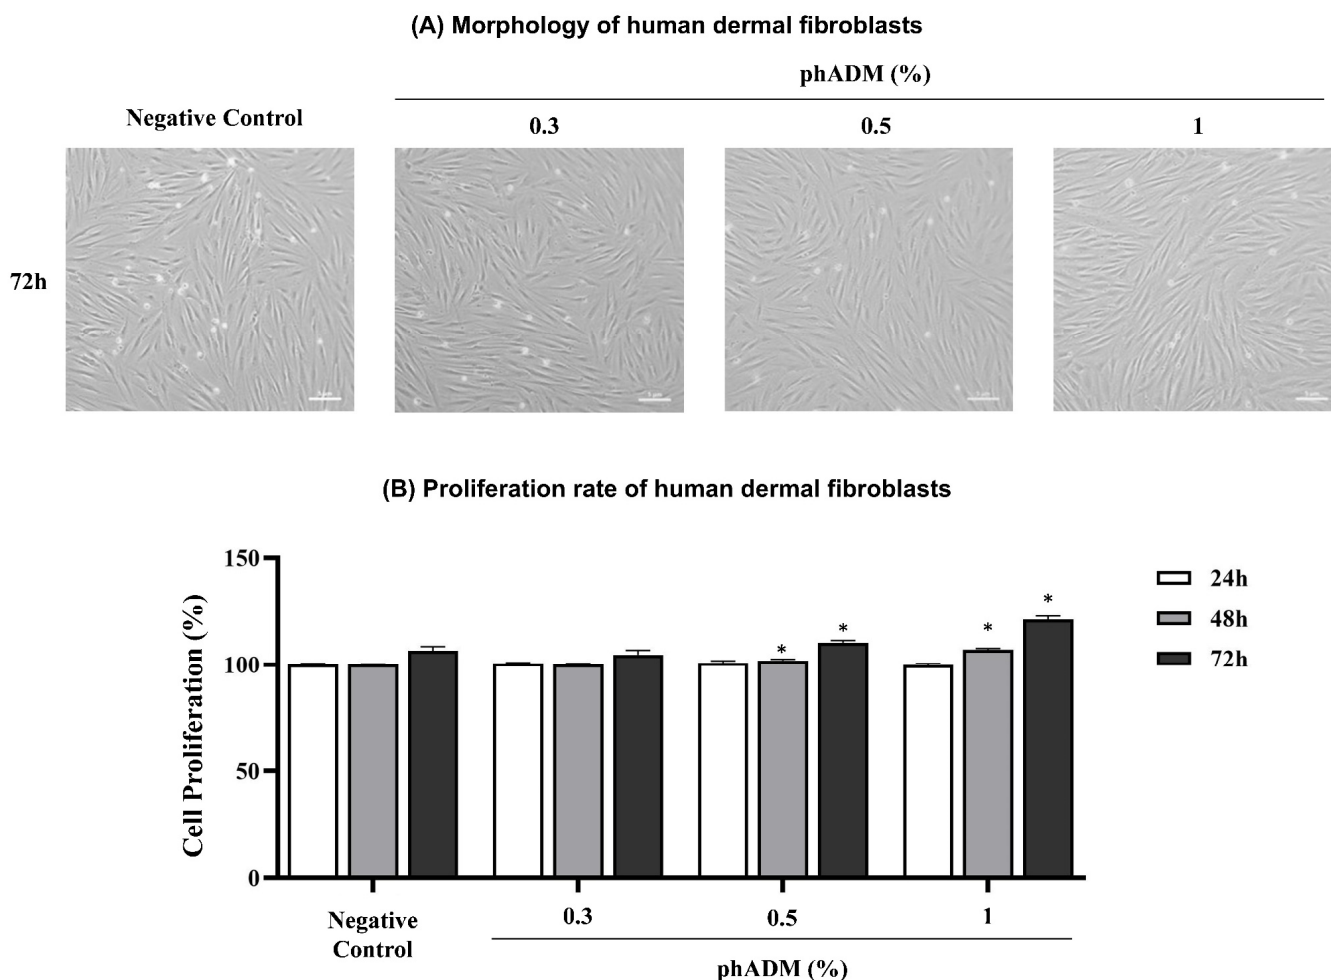 (A) Morphology of human dermal fibroblasts
phADM (%)
Negative Control
0.3
0.5
1
72h
(B) Proliferation rate of human dermal fibroblasts
Cell Proliferation (%)
150
100
50
0
* * * *
24h
48h
72h
Negative
Control
0.3
0.5
1
phADM (%)